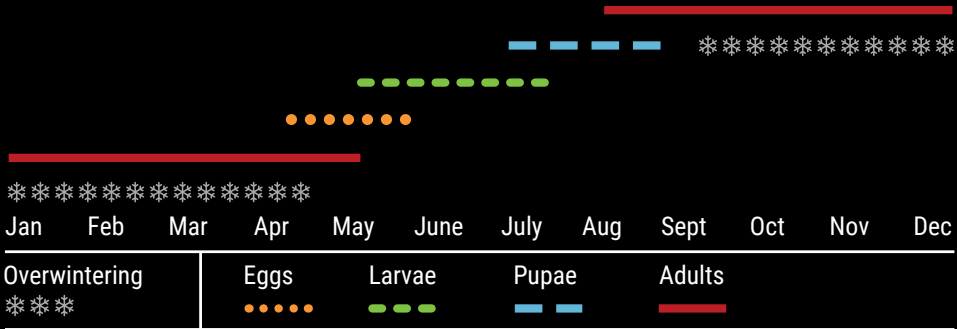 Jan Feb Mar Apr May June July Aug Sept Oct Nov Dec
Overwintering Eggs Larvae Pupae Adults